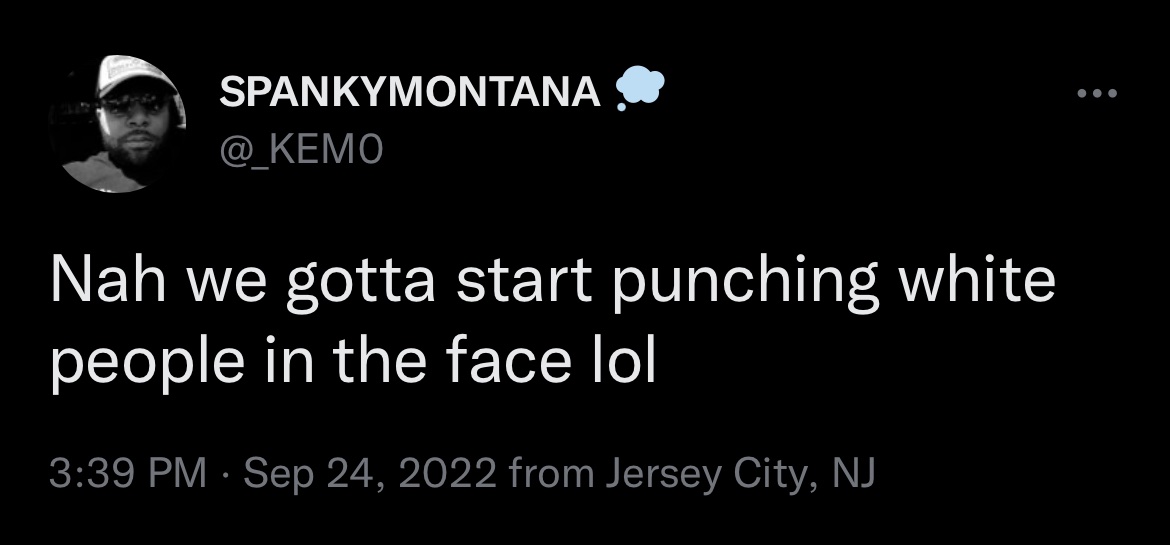 SPANKYMONTANA 💭
@_KEM0
Nah we gotta start punching white
people in the face lol
3:39 PM · Sep 24, 2022 from Jersey City, NJ